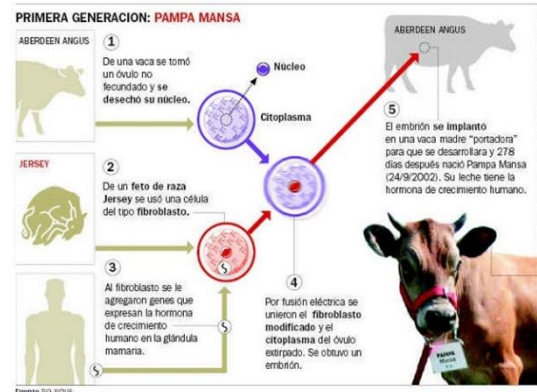 PRIMERA GENERACION: PAMPA MANSA
ABERDEEN ANGUS
1
De una vaca se tomó
un óvulo no
fecundado y se
desechó su núcleo.
Núcleo
Citoplasma
JERSEY
2
De un feto de raza
Jersey se usó una célula
del tipo fibroblasto.
3
Al fibroblasto se le
agregaron genes que
expresan la hormona
de crecimiento
humano en la glándula
mamaria.
4
Por fusión eléctrica se
unieron el fibroblasto
modificado y el
citoplasma del óvulo
extirpado. Se obtuvo un
embrión.
ABERDEEN ANGUS
5
El embrión se implantó
en una vaca madre "portadora"
para que se desarrollara y 278
días después nació Pampa Mansa
(24/9/2002). Su leche tiene la
hormona de crecimiento humano.
PAMPA
Mansa